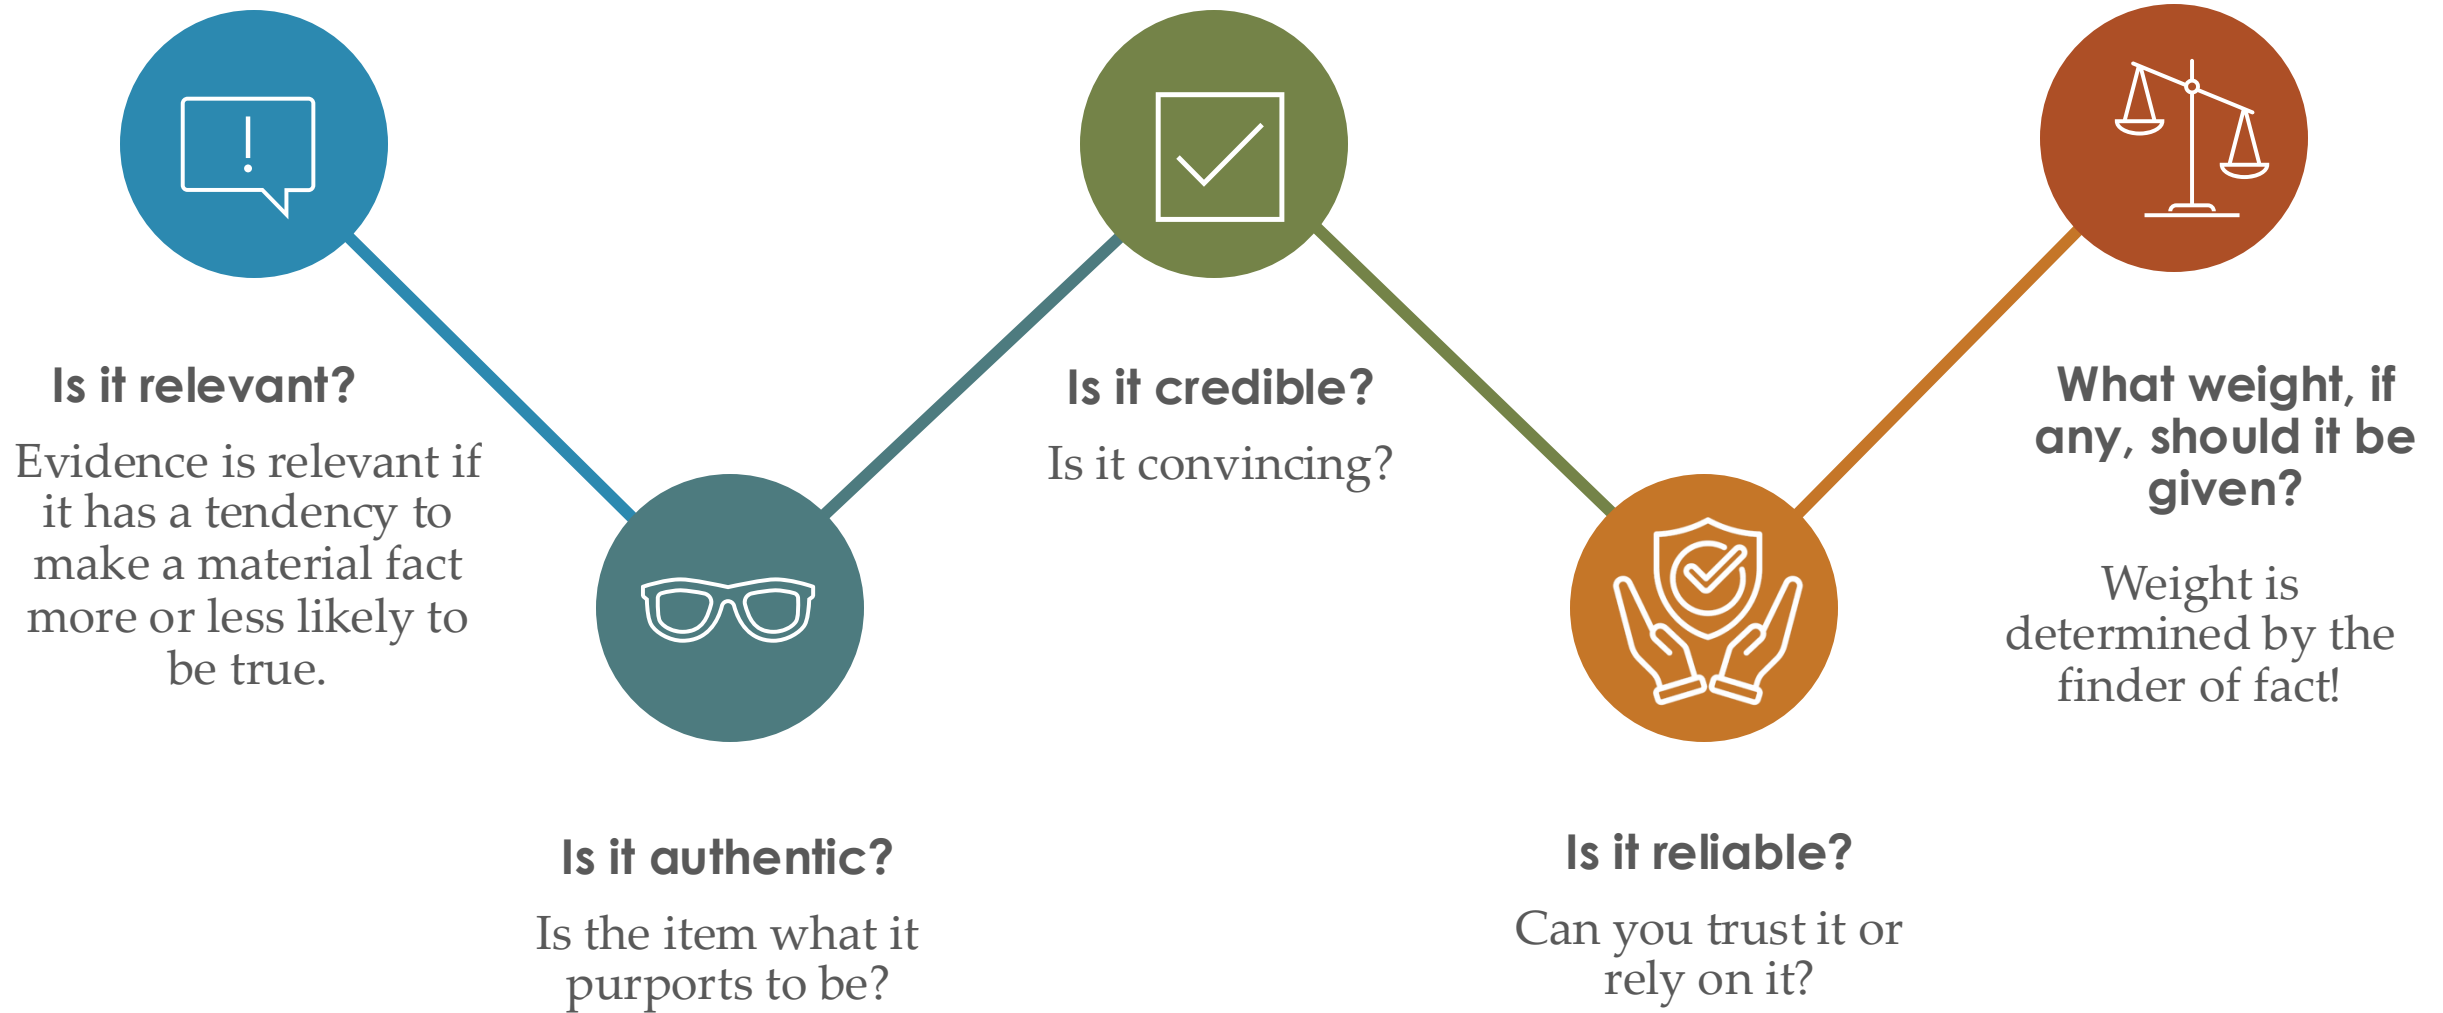 Is it relevant?
Evidence is relevant if
it has a tendency to
make a material fact
more or less likely to
be true.
Is it authentic?
Is the item what it
purports to be?
Is it credible?
Is it convincing?
Is it reliable?
Can you trust it or
rely on it?
What weight, if
any, should it be
given?
Weight is
determined by the
finder of fact!